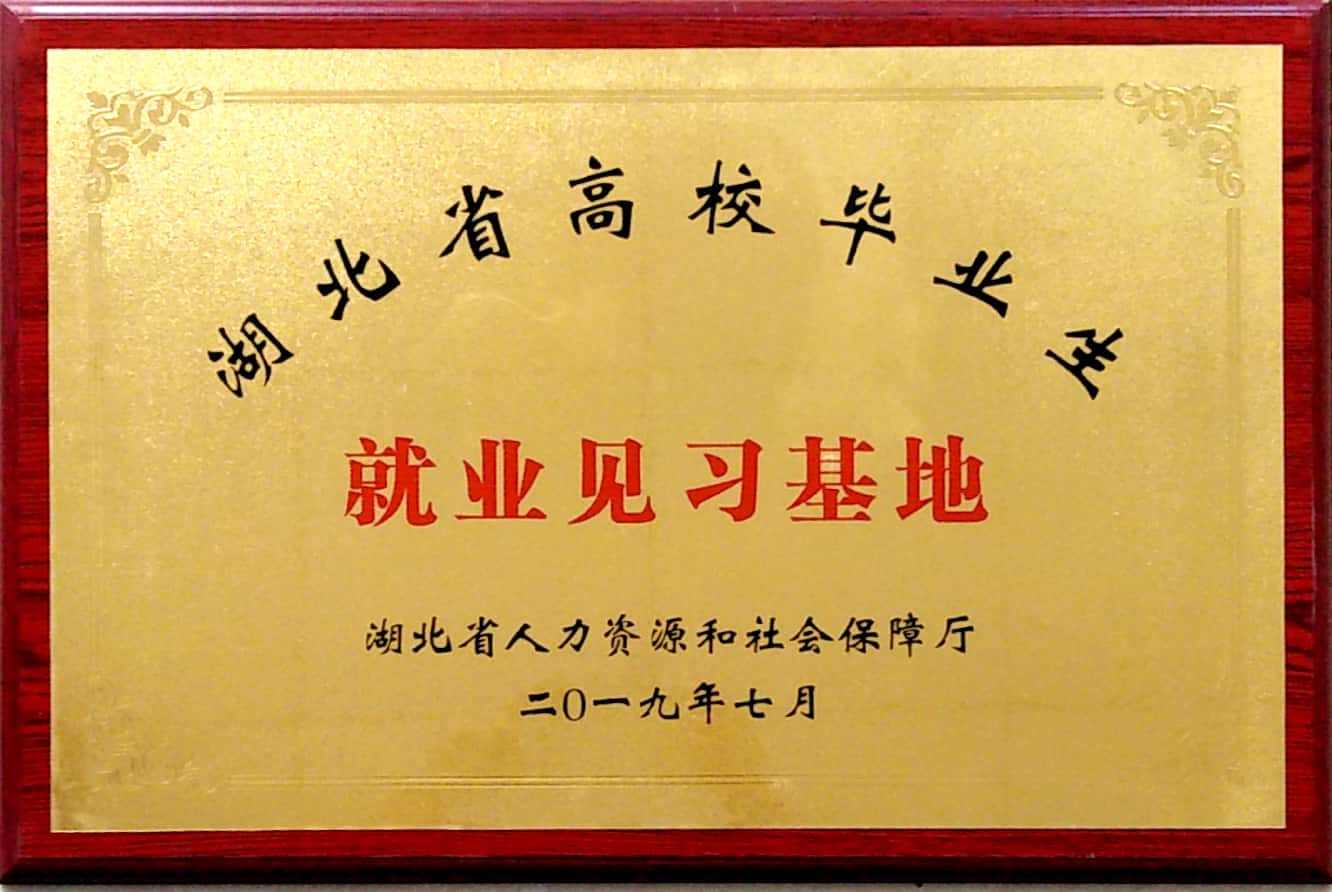 湖北省高校毕业生
就业见习基地
湖北省人力资源和社会保障厅
二0一九年七月